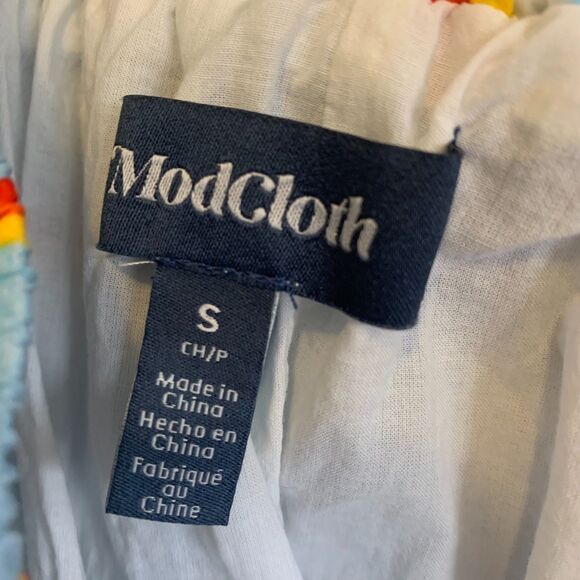 ModCloth
S
CH/P
Made in
China
Hecho en
China
Fabriqué
au
Chine